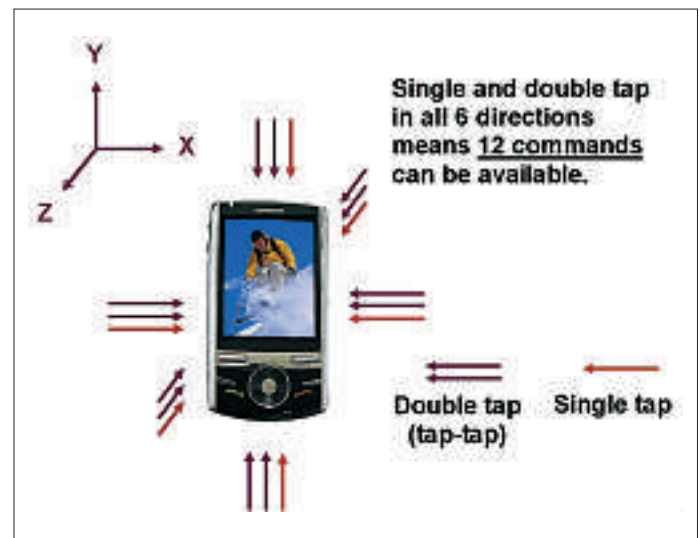 Y
X
Z
Single and double tap
in all 6 directions
means 12 commands
can be available.
Double tap
(tap-tap)
Single tap